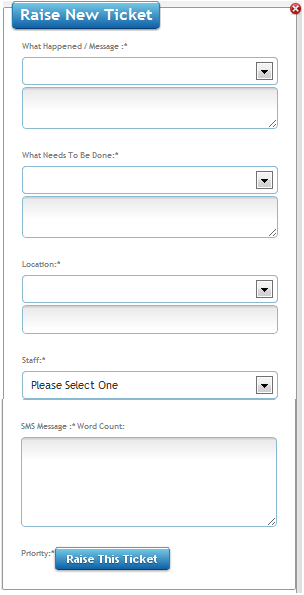 Raise New Ticket
What Happened / Message :*
What Needs To Be Done:*
Location:*
Staff:*
Please Select One
SMS Message :* Word Count:
Priority:* Raise This Ticket